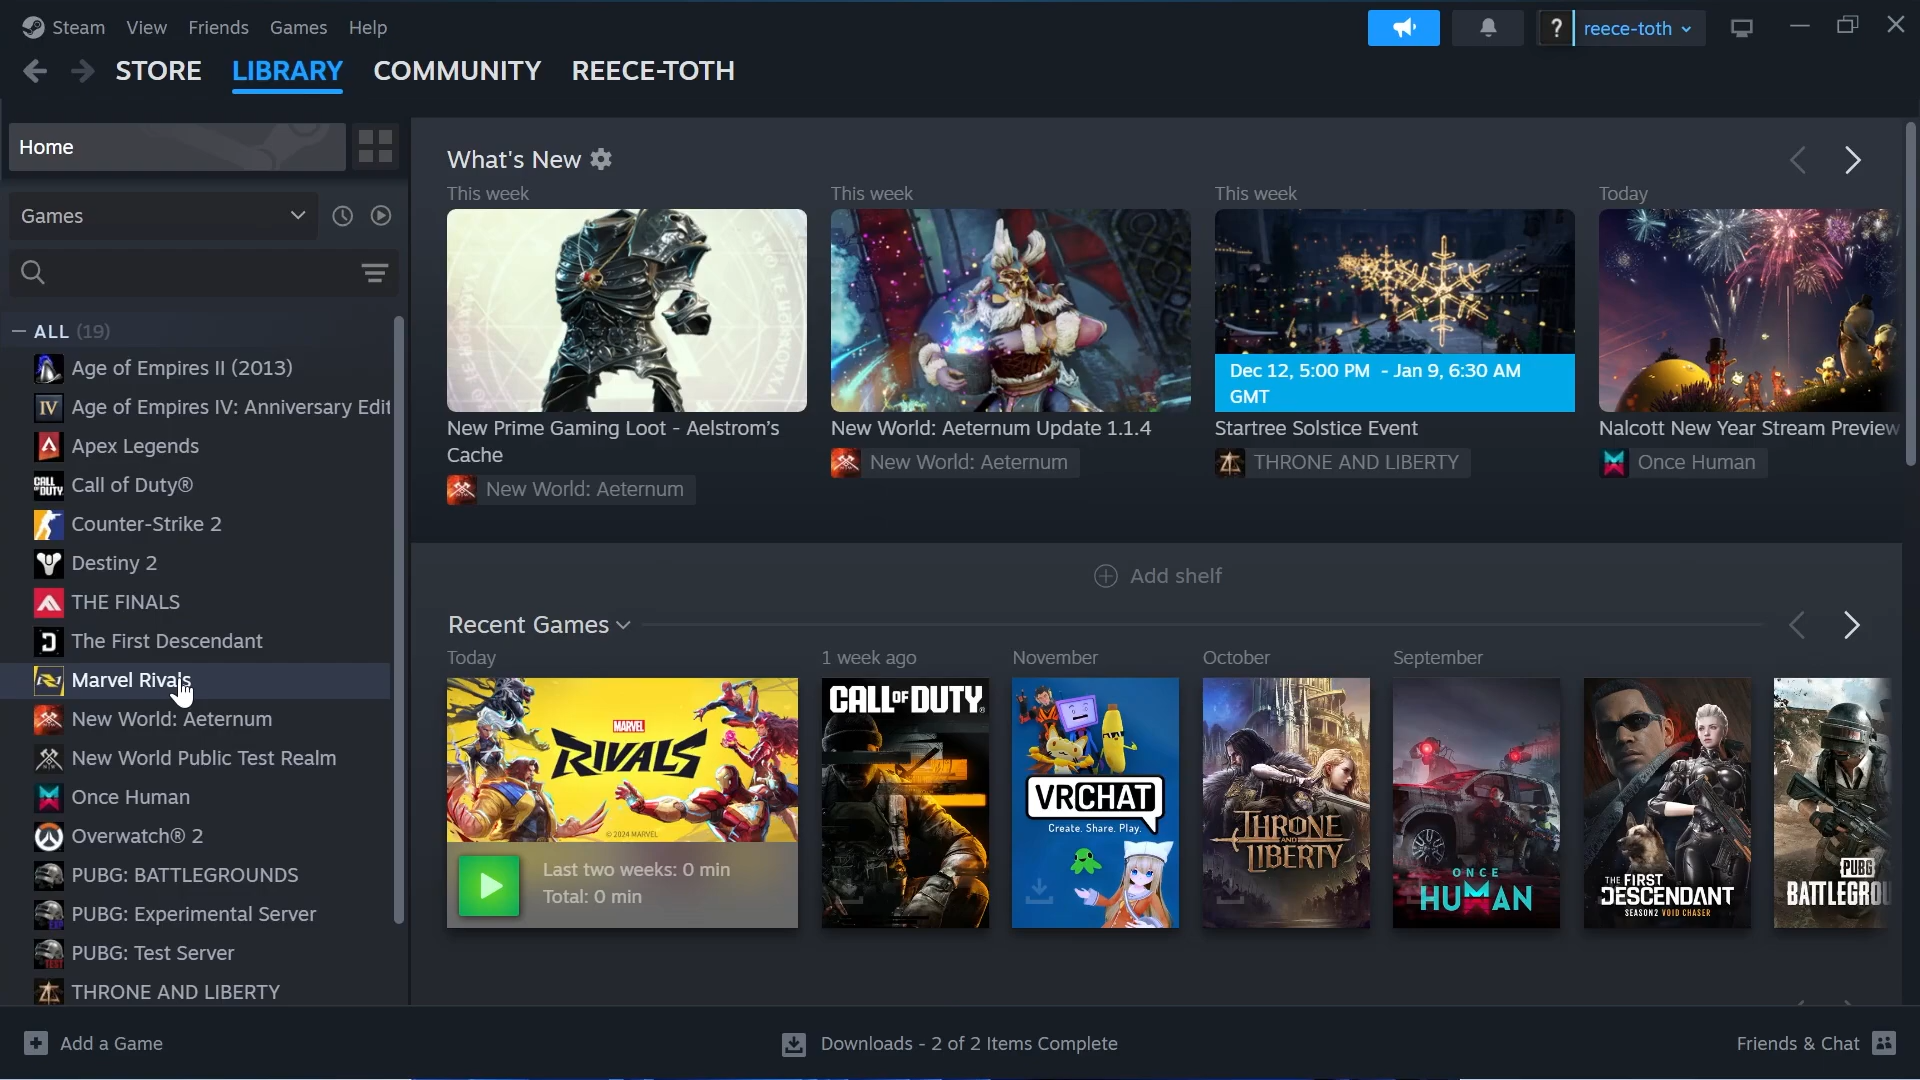 Steam View Friends Games Help
? reece-toth
STORE LIBRARY COMMUNITY REECE-TOTH
Home
Games
ALL (19)
Age of Empires II (2013)
Age of Empires IV: Anniversary Edit
Apex Legends
Call of Duty®
Counter-Strike 2
Destiny 2
THE FINALS
The First Descendant
Marvel Rivals
New World: Aeternum
New World Public Test Realm
Once Human
Overwatch® 2
PUBG: BATTLEGROUNDS
PUBG: Experimental Server
PUBG: Test Server
THRONE AND LIBERTY
What's New
This week
New Prime Gaming Loot - Aelstrom's
Cache
New World: Aeternum
This week
New World: Aeternum Update 1.1.4
New World: Aeternum
This week
Dec 12, 5:00 PM - Jan 9, 6:30 AM
GMT
Startree Solstice Event
THRONE AND LIBERTY
Today
Nalcott New Year Stream Preview
Once Human
Add shelf
Recent Games
Today
MARVEL
RIVALS
© 2024 MARVEL
Last two weeks: 0 min
Total: 0 min
1 week ago
CALL OF DUTY
November
VRCHAT
Create. Share. Play.
October
THRONE
AND
LIBERTY
September
ONCE
HUMAN
THE FIRST
DESCENDANT
SEASON2 VOID CHASER
PUBG
BATTLEGROU
Add a Game
Downloads - 2 of 2 Items Complete
Friends & Chat